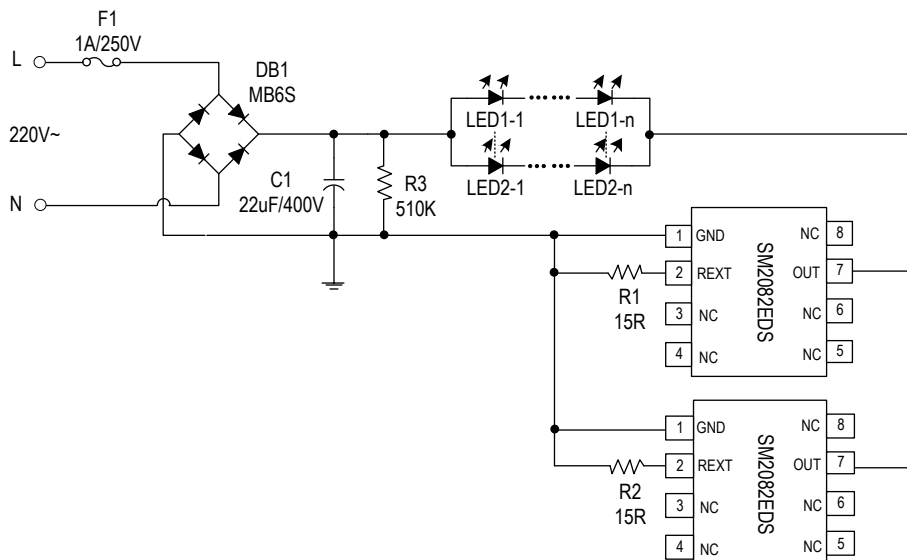 F1
1A/250V
L
DB1
MB6S
220V~
N
LED1-1
LED1-n
LED2-1
LED2-n
C1
22uF/400V
R3
510K
1
GND
2
REXT
3
NC
4
NC
SM2082EDS
NC
8
OUT
7
NC
6
NC
5
R1
15R
1
GND
2
REXT
3
NC
4
NC
SM2082EDS
NC
8
OUT
7
NC
6
NC
5
R2
15R